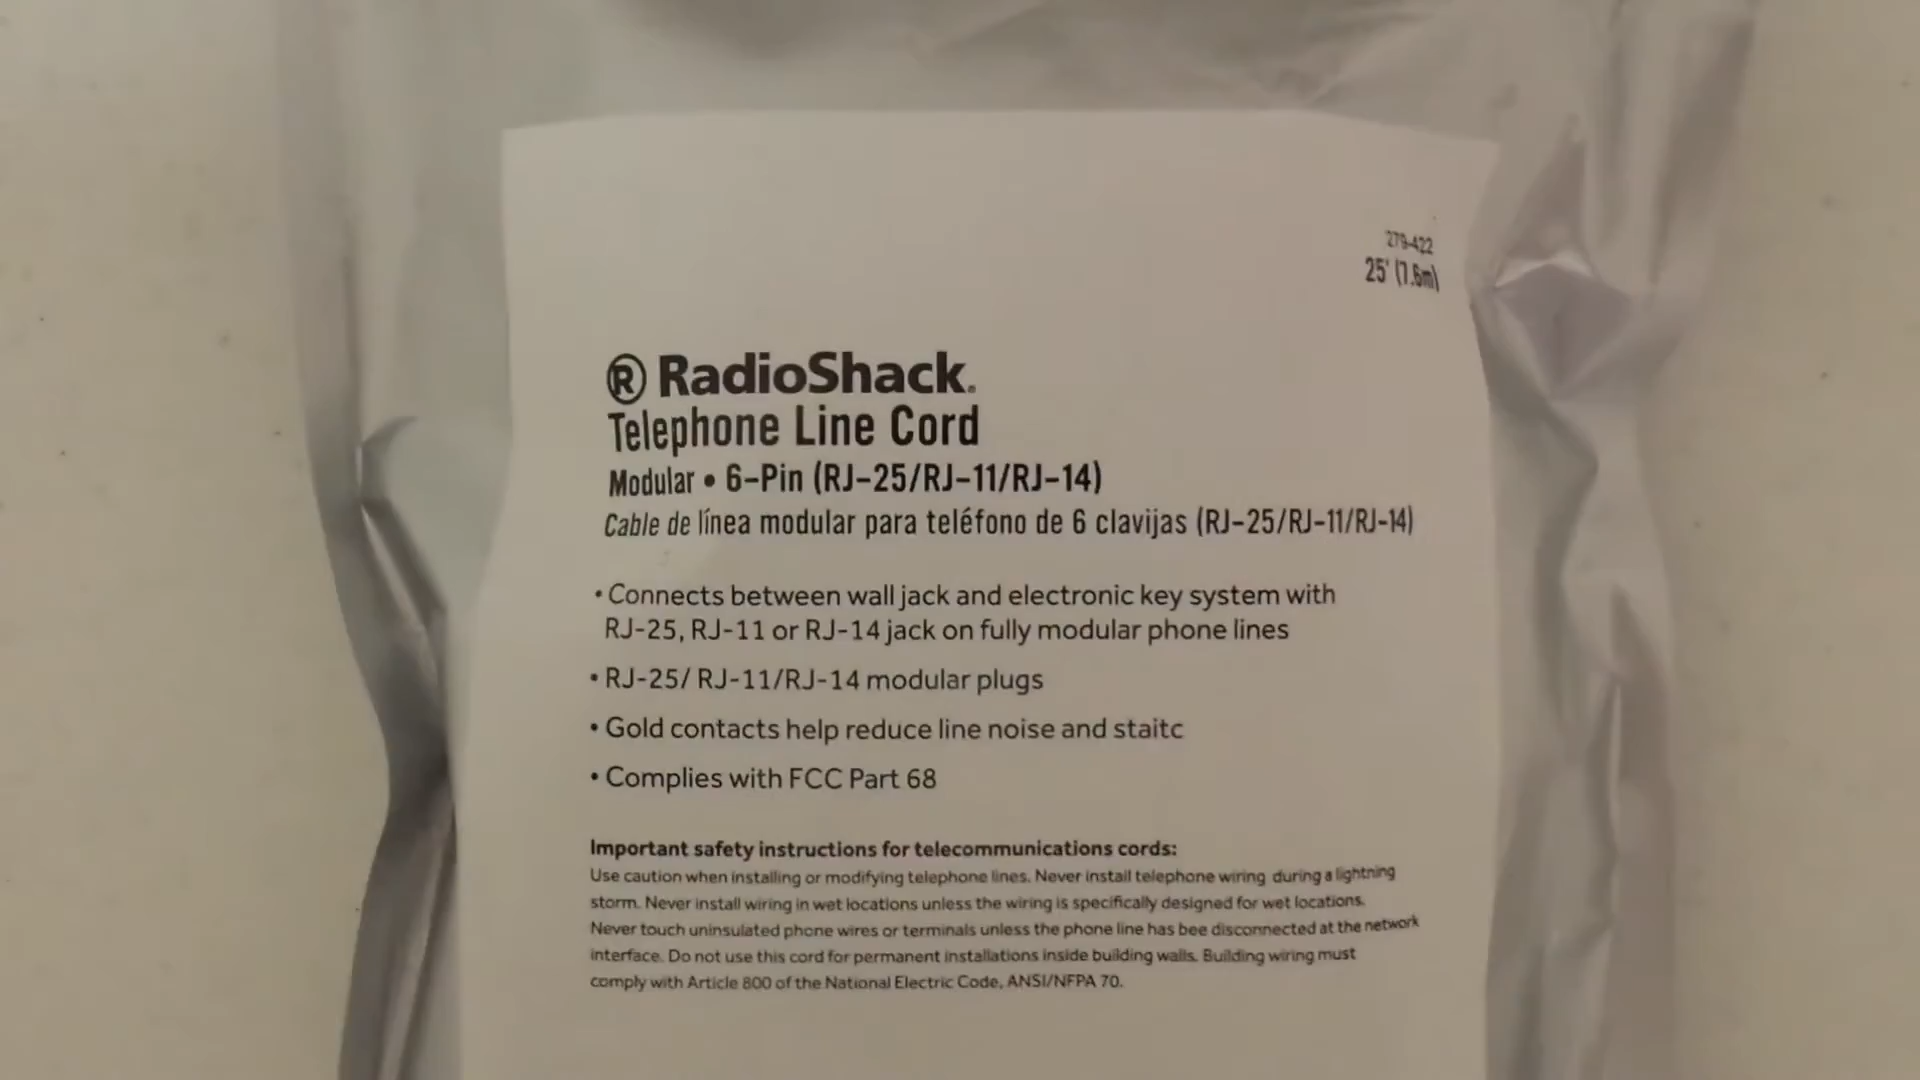 279-422
25' (7.6m)
® RadioShack.
Telephone Line Cord
Modular • 6-Pin (RJ-25/RJ-11/RJ-14)
Cable de línea modular para teléfono de 6 clavijas (RJ-25/RJ-11/RJ-14)
• Connects between wall jack and electronic key system with
RJ-25, RJ-11 or RJ-14 jack on fully modular phone lines
• RJ-25/ RJ-11/RJ-14 modular plugs
• Gold contacts help reduce line noise and staitc
• Complies with FCC Part 68
Important safety instructions for telecommunications cords:
Use caution when installing or modifying telephone lines. Never install telephone wiring during a lightning
storm. Never install wiring in wet locations unless the wiring is specifically designed for wet locations.
Never touch uninsulated phone wires or terminals unless the phone line has bee disconnected at the network
interface. Do not use this cord for permanent installations inside building walls. Building wiring must
comply with Article 800 of the National Electric Code, ANSI/NFPA 70.